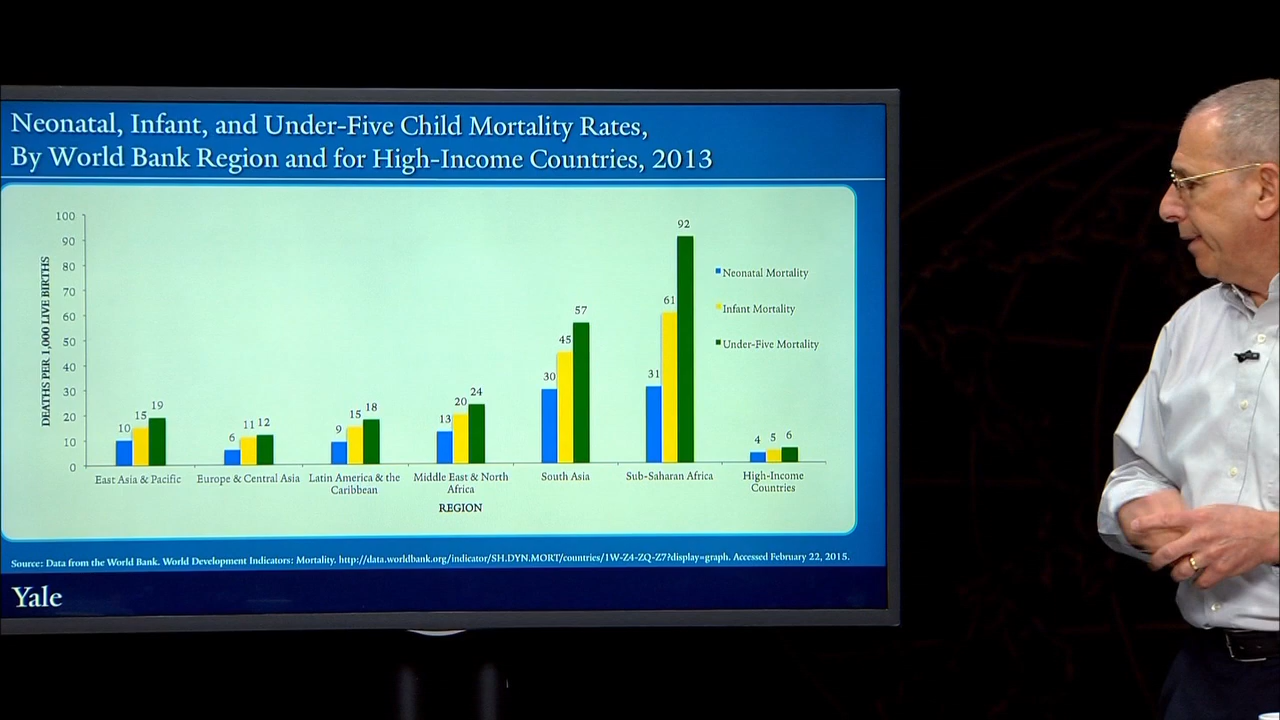 Neonatal, Infant, and Under-Five Child Mortality Rates,
By World Bank Region and for High-Income Countries, 2013
DEATHS PER 1,000 LIVE BIRTHS
100
90
80
70
60
50
40
30
20
10
0
10 15 19
6 11 12
9 15 18
13 20 24
30 45 57
31 61 92
4 5 6
Neonatal Mortality
Infant Mortality
Under-Five Mortality
East Asia & Pacific
Europe & Central Asia
Latin America & the
Caribbean
Middle East & North
Africa
South Asia
Sub-Saharan Africa
High-Income
Countries
REGION
Source: Data from the World Bank. World Development Indicators: Mortality. http://data.worldbank.org/indicator/SH.DYN.MORT/countries/1W-Z4-ZQ-Z7?display=graph. Accessed February 22, 2015.
Yale